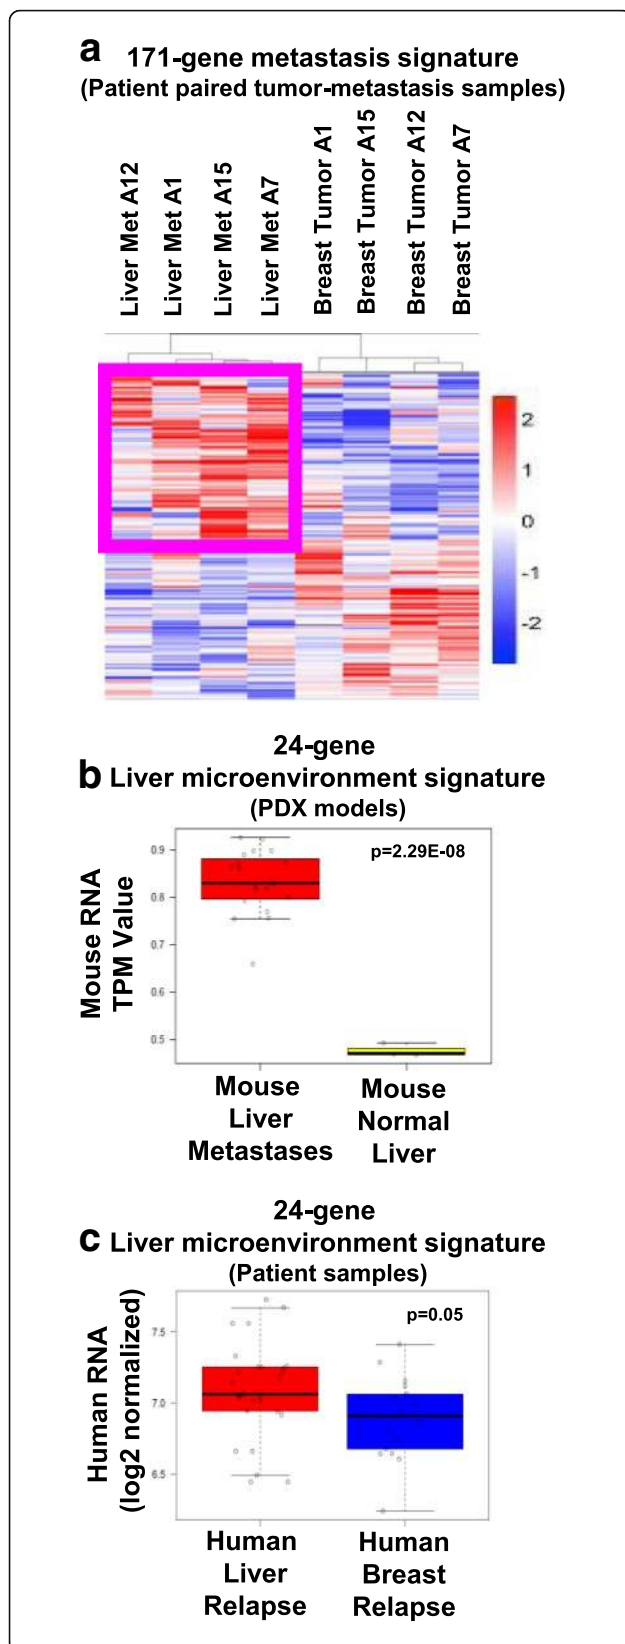 a 171-gene metastasis signature
(Patient paired tumor-metastasis samples)
Liver Met A12
Liver Met A1
Liver Met A15
Liver Met A7
Breast Tumor A1
Breast Tumor A15
Breast Tumor A12
Breast Tumor A7
2
1
0
-1
-2
24-gene
b Liver microenvironment signature
(PDX models)
Mouse RNA
TPM Value
0.9
0.8
0.7
0.6
0.5
p=2.29E-08
Mouse
Liver
Metastases
Mouse
Normal
Liver
24-gene
c Liver microenvironment signature
(Patient samples)
Human RNA
(log2 normalized)
7.5
7.0
6.5
p=0.05
Human
Liver
Relapse
Human
Breast
Relapse